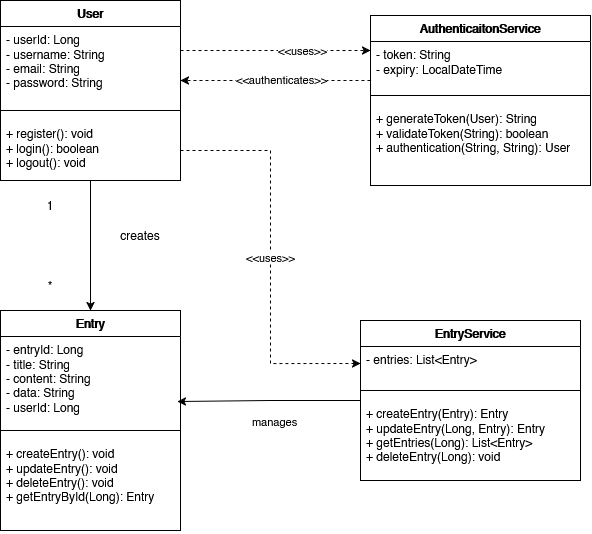 User
- userId: Long
- username: String
- email: String
- password: String
+ register(): void
+ login(): boolean
+ logout(): void
AuthenticaitonService
- token: String
- expiry: LocalDateTime
+ generateToken(User): String
+ validateToken(String): boolean
+ authentication(String, String): User
<<uses>>
<<authenticates>>
1
creates
*
<<uses>>
Entry
- entryId: Long
- title: String
- content: String
- data: String
- userId: Long
+ createEntry(): void
+ updateEntry(): void
+ deleteEntry(): void
+ getEntryById(Long): Entry
EntryService
- entries: List<Entry>
+ createEntry(Entry): Entry
+ updateEntry(Long, Entry): Entry
+ getEntries(Long): List<Entry>
+ deleteEntry(Long): void
manages